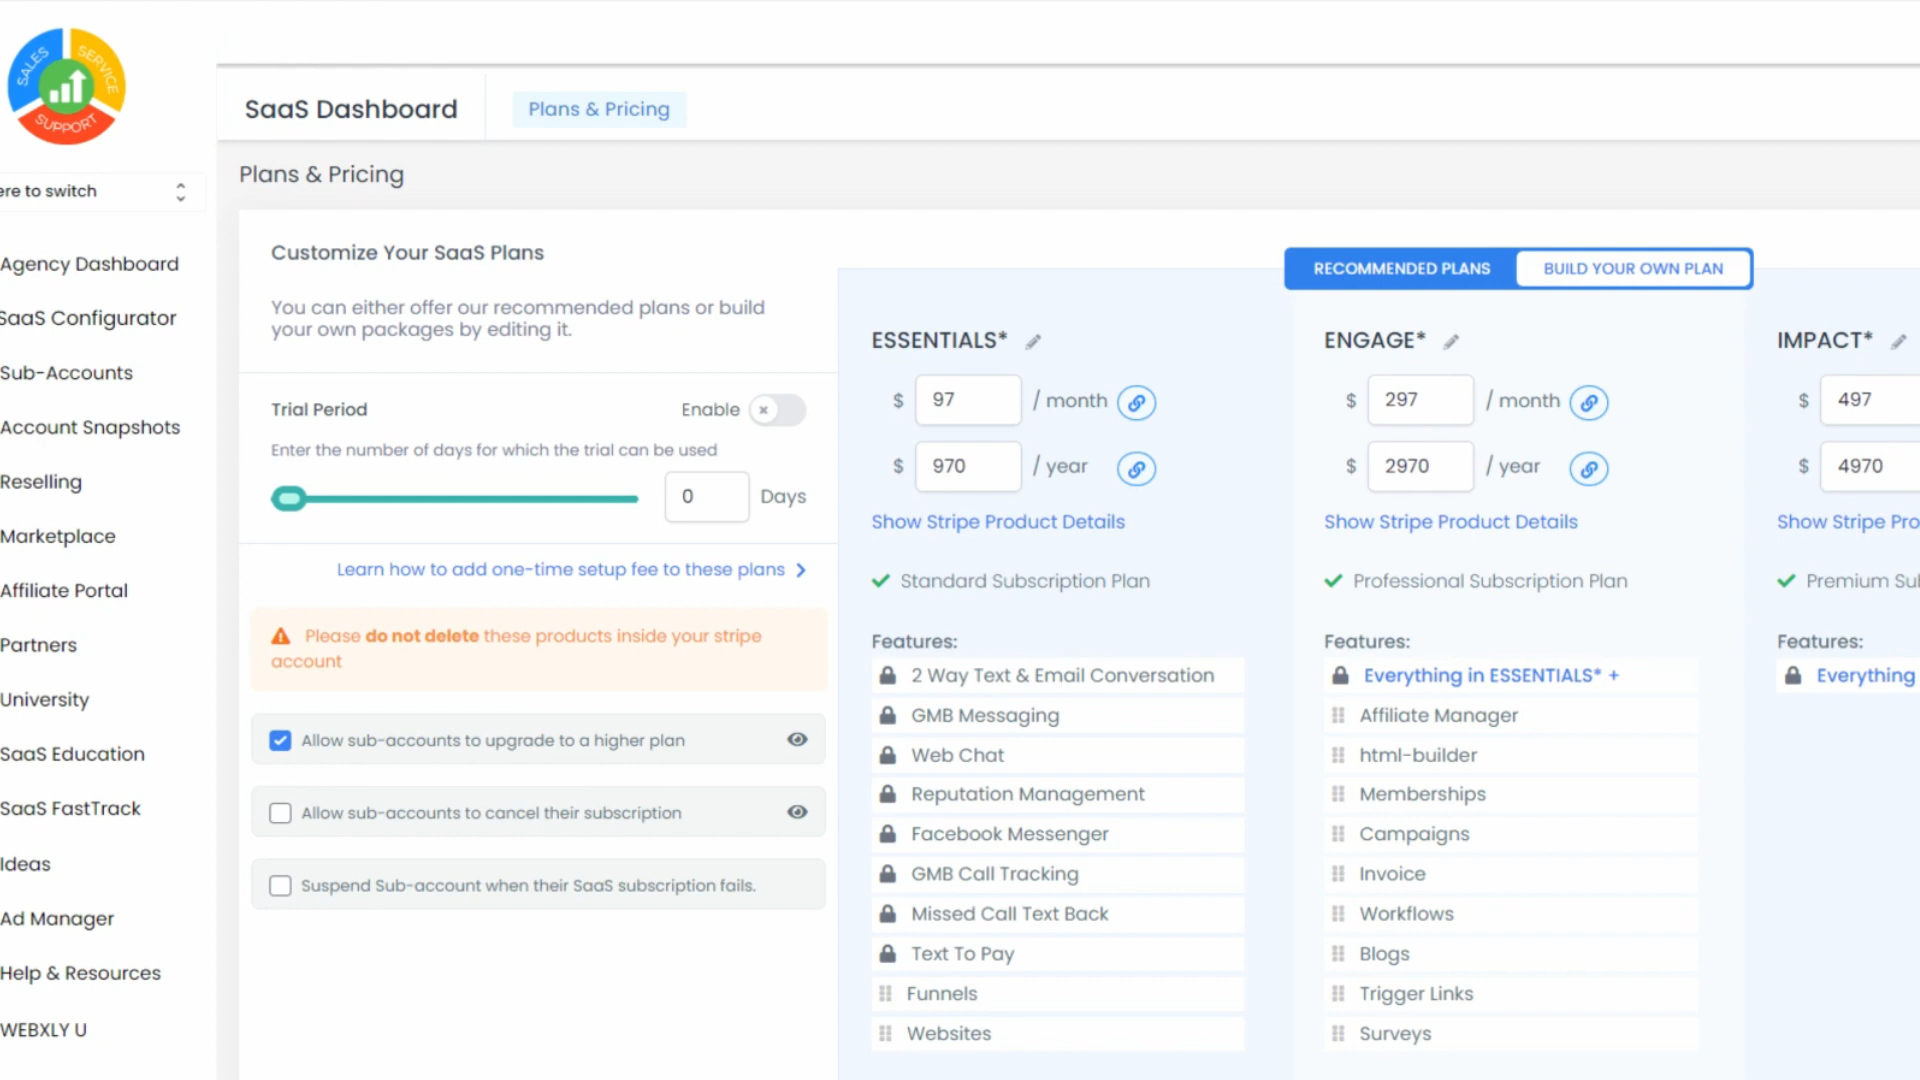 SALES
SERVICE
SUPPORT
ere to switch
Agency Dashboard
SaaS Configurator
Sub-Accounts
Account Snapshots
Reselling
Marketplace
Affiliate Portal
Partners
University
SaaS Education
SaaS FastTrack
Ideas
Ad Manager
Help & Resources
WEBXLY U
SaaS Dashboard
Plans & Pricing
Plans & Pricing
Customize Your SaaS Plans
You can either offer our recommended plans or build
your own packages by editing it.
Trial Period
Enable
Enter the number of days for which the trial can be used
0 Days
Learn how to add one-time setup fee to these plans
Please do not delete these products inside your stripe
account
Allow sub-accounts to upgrade to a higher plan
Allow sub-accounts to cancel their subscription
Suspend Sub-account when their SaaS subscription fails.
RECOMMENDED PLANS
BUILD YOUR OWN PLAN
ESSENTIALS*
$ 97 / month
$ 970 / year
Show Stripe Product Details
Standard Subscription Plan
Features:
2 Way Text & Email Conversation
GMB Messaging
Web Chat
Reputation Management
Facebook Messenger
GMB Call Tracking
Missed Call Text Back
Text To Pay
Funnels
Websites
ENGAGE*
$ 297 / month
$ 2970 / year
Show Stripe Product Details
Professional Subscription Plan
Features:
Everything in ESSENTIALS* +
Affiliate Manager
html-builder
Memberships
Campaigns
Invoice
Workflows
Blogs
Trigger Links
Surveys
IMPACT*
$ 497
$ 4970
Show Stripe Pro
Premium Su
Features:
Everything